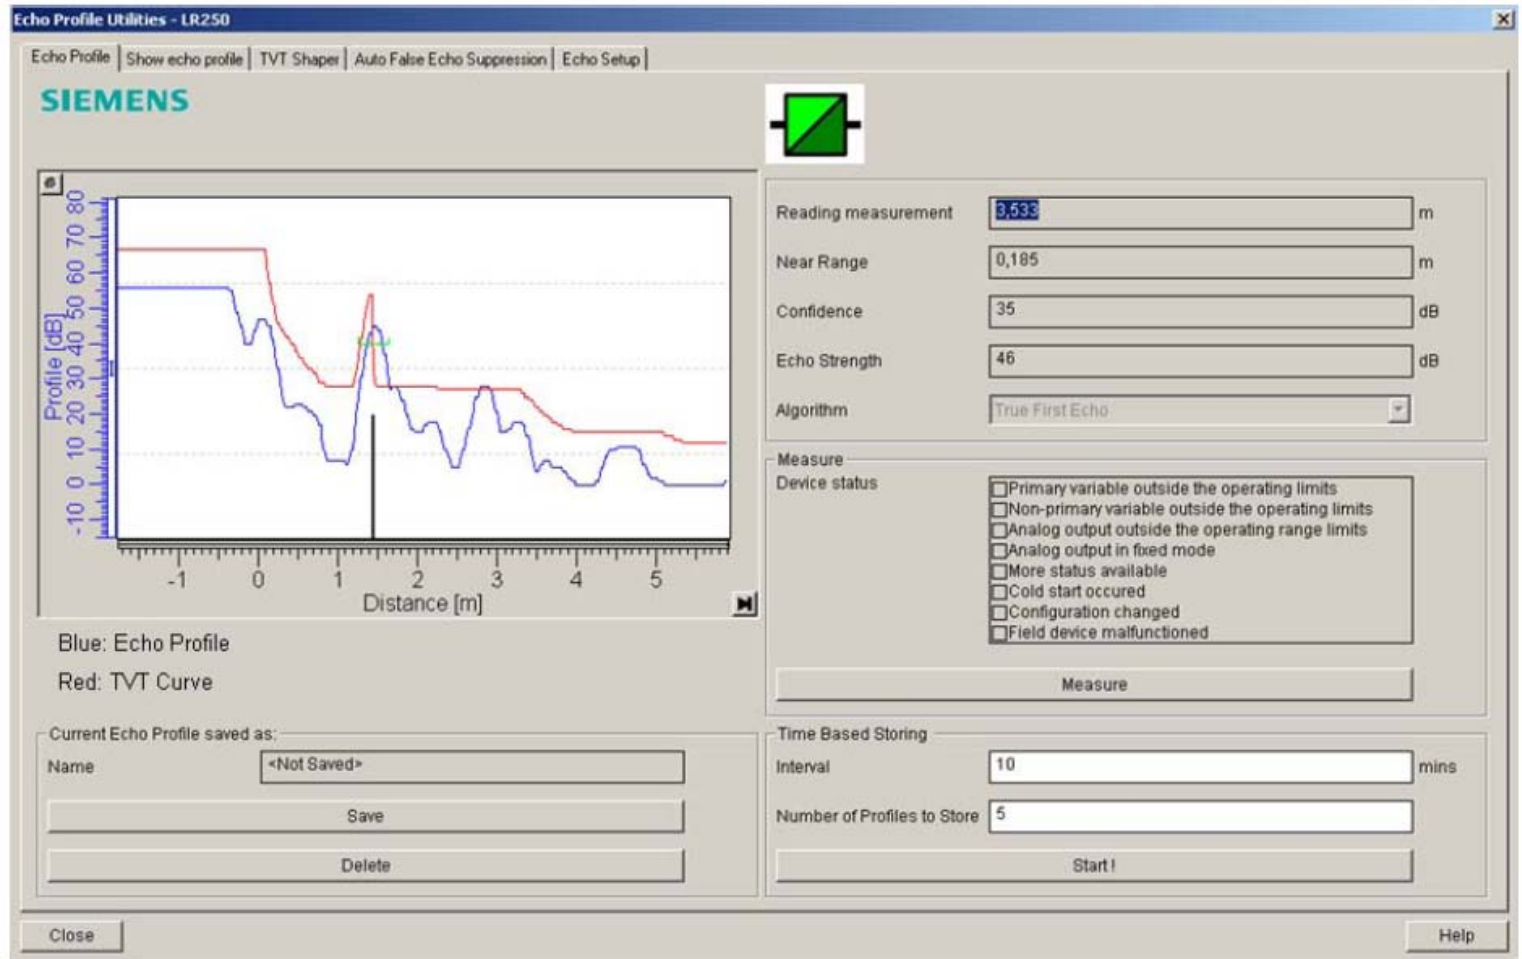 Echo Profile Utilities - LR250
Echo Profile
Show echo profile
TVT Shaper
Auto False Echo Suppression
Echo Setup
SIEMENS
80
70
60
50
40
30
20
10
0
-10
Profile [dB]
-1
0
1
2
3
4
5
Distance [m]
Blue: Echo Profile
Red: TVT Curve
Reading measurement 3,533 m
Near Range 0,185 m
Confidence 35 dB
Echo Strength 46 dB
Algorithm True First Echo
Measure
Device status
Primary variable outside the operating limits
Non-primary variable outside the operating limits
Analog output outside the operating range limits
Analog output in fixed mode
More status available
Cold start occured
Configuration changed
Field device malfunctioned
Measure
Current Echo Profile saved as:
Name <Not Saved>
Save
Delete
Time Based Storing
Interval 10 mins
Number of Profiles to Store 5
Start !
Close
Help